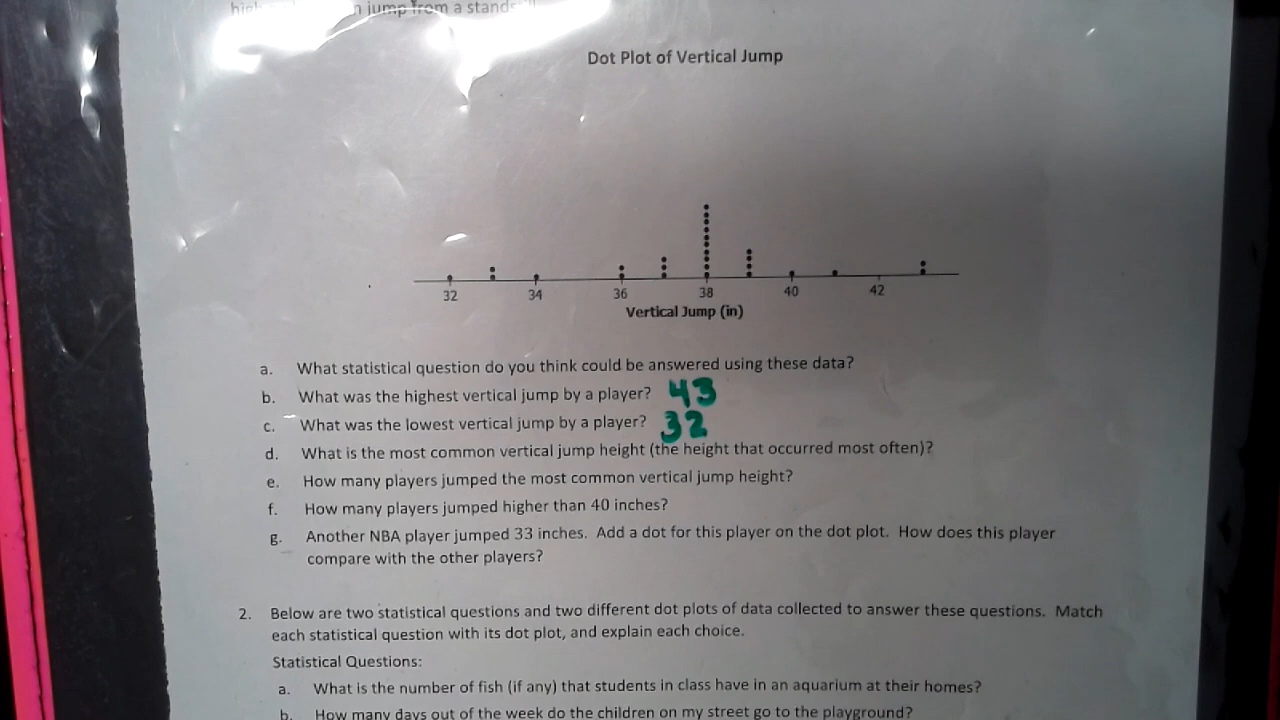 jump from a
Dot Plot of Vertical Jump
32 34 36 38 40 42
Vertical Jump (in)
a. What statistical question do you think could be answered using these data?
b. What was the highest vertical jump by a player? 43
c. What was the lowest vertical jump by a player? 32
d. What is the most common vertical jump height (the height that occurred most often)?
e. How many players jumped the most common vertical jump height?
f. How many players jumped higher than 40 inches?
g. Another NBA player jumped 33 inches. Add a dot for this player on the dot plot. How does this player
compare with the other players?
2. Below are two statistical questions and two different dot plots of data collected to answer these questions. Match
each statistical question with its dot plot, and explain each choice.
Statistical Questions:
a. What is the number of fish (if any) that students in class have in an aquarium at their homes?
b. How many days out of the week do the children on my street go to the playground?